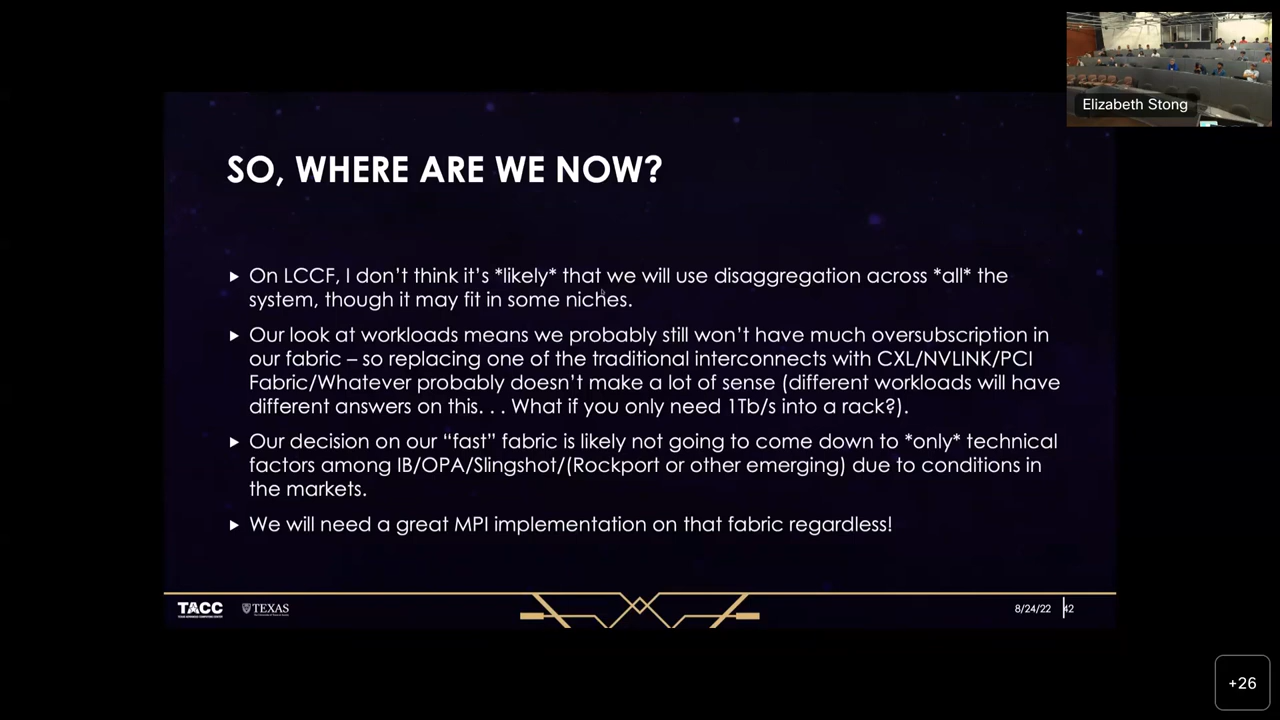 Elizabeth Stong
SO, WHERE ARE WE NOW?
On LCCF, I don't think it's *likely* that we will use disaggregation across *all* the
system, though it may fit in some niches.
Our look at workloads means we probably still won't have much oversubscription in
our fabric – so replacing one of the traditional interconnects with CXL/NVLINK/PCI
Fabric/Whatever probably doesn't make a lot of sense (different workloads will have
different answers on this. . . What if you only need 1Tb/s into a rack?).
Our decision on our “fast” fabric is likely not going to come down to *only* technical
factors among IB/OPA/Slingshot/(Rockport or other emerging) due to conditions in
the markets.
We will need a great MPI implementation on that fabric regardless!
TACC
TEXAS
8/24/22
42
+26